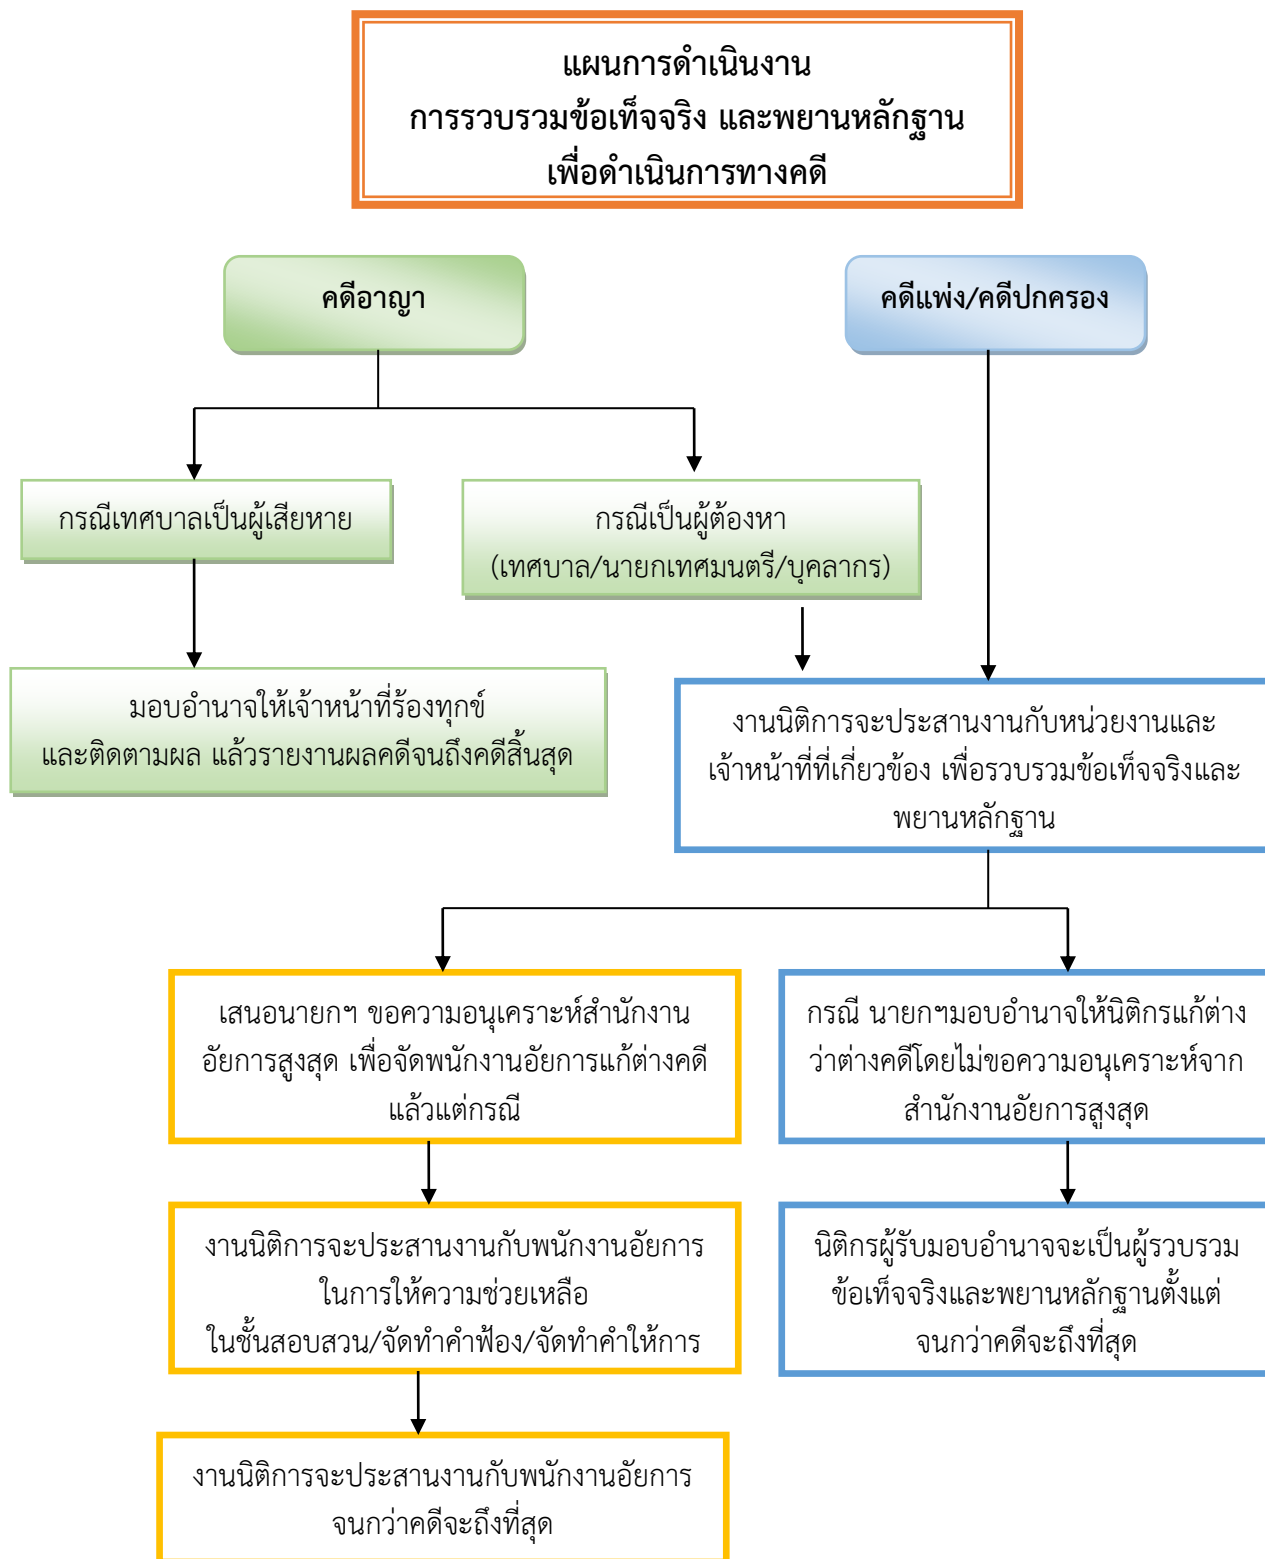 แผนการดำเนินงาน
การรวบรวมข้อเท็จจริง และพยานหลักฐาน
เพื่อดำเนินการทางคดี
คดีอาญา
คดีแพ่ง/คดีปกครอง
กรณีเทศบาลเป็นผู้เสียหาย
กรณีเป็นผู้ต้องหา
(เทศบาล/นายกเทศมนตรี/บุคลากร)
มอบอำนาจให้เจ้าหน้าที่ร้องทุกข์
และติดตามผล แล้วรายงานผลคดีจนถึงคดีสิ้นสุด
งานนิติการจะประสานงานกับหน่วยงานและ
เจ้าหน้าที่ที่เกี่ยวข้อง เพื่อรวบรวมข้อเท็จจริงและ
พยานหลักฐาน
เสนอนายกฯ ขอความอนุเคราะห์สำนักงาน
อัยการสูงสุด เพื่อจัดพนักงานอัยการแก้ต่างคดี
แล้วแต่กรณี
กรณี นายกฯมอบอำนาจให้นิติกรแก้ต่าง
ว่าต่างคดีโดยไม่ขอความอนุเคราะห์จาก
สำนักงานอัยการสูงสุด
งานนิติการจะประสานงานกับพนักงานอัยการ
ในการให้ความช่วยเหลือ
ในชั้นสอบสวน/จัดทำคำฟ้อง/จัดทำคำให้การ
นิติกรผู้รับมอบอำนาจจะเป็นผู้รวบรวม
ข้อเท็จจริงและพยานหลักฐานตั้งแต่
จนกว่าคดีจะถึงที่สุด
งานนิติการจะประสานงานกับพนักงานอัยการ
จนกว่าคดีจะถึงที่สุด